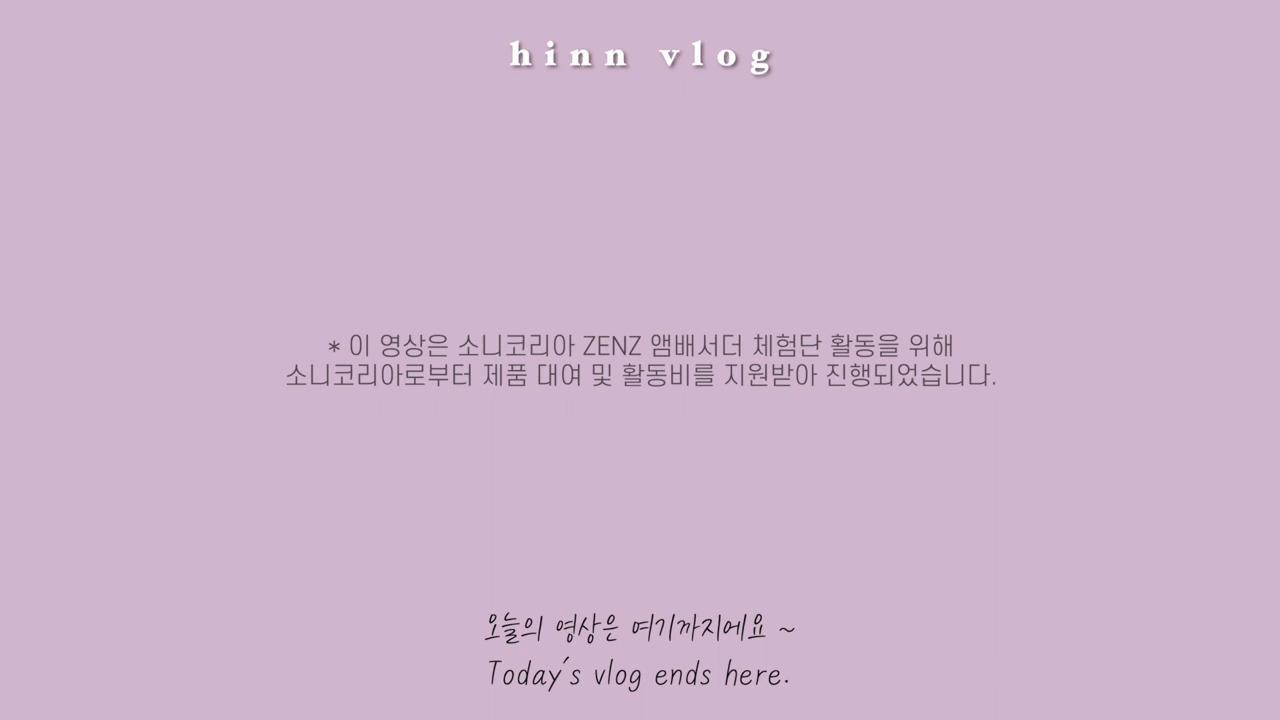 hinn vlog
* 이 영상은 소니코리아 ZENZ 앰배서더 체험단 활동을 위해
소니코리아로부터 제품 대여 및 활동비를 지원받아 진행되었습니다.
오늘의 영상은 여기까지에요 ~
Today's vlog ends here.